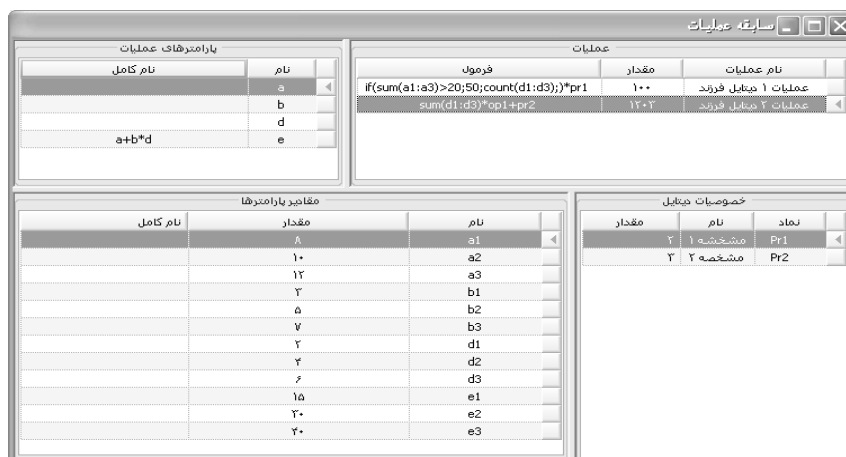 سابقه عملیات
عملیات
نام عملیات مقدار فرمول
عملیات ۱ دیتایل فرزند ۱۰۰ if(sum(a1:a3)>20;50;count(d1:d3);)*pr1
عملیات ۲ دیتایل فرزند ۱۲۰۳ sum(d1:d3)*op1+pr2
پارامترهای عملیات
نام نام کامل
a
b
d
e a+b*d
خصوصیات دیتایل
نماد نام مقدار
Pr1 مشخشه ۱ ۲
Pr2 مشخصه ۲ ۳
مقادیر پارامترها
نام مقدار نام کامل
a1 ۸
a2 ۱۰
a3 ۱۲
b1 ۳
b2 ۵
b3 ۷
d1 ۲
d2 ۴
d3 ۶
e1 ۱۵
e2 ۳۰
e3 ۴۰